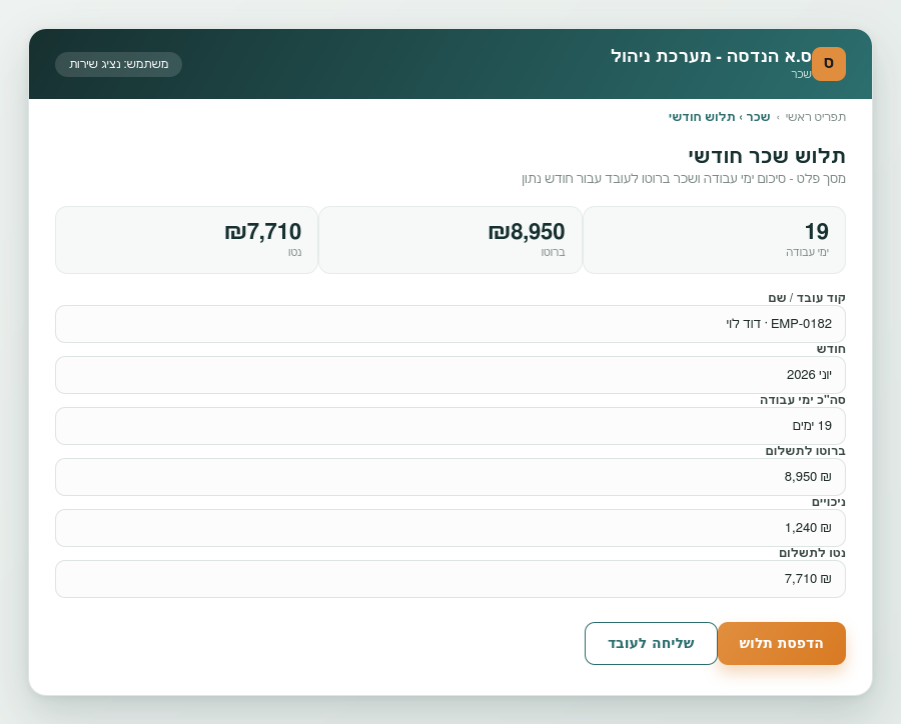 ס
ס.א הנדסה - מערכת ניהול
שכר
משתמש: נציג שירות
תפריט ראשי › שכר › תלוש חודשי
תלוש שכר חודשי
מסך פלט - סיכום ימי עבודה ושכר ברוטו לעובד עבור חודש נתון
19
ימי עבודה
₪8,950
ברוטו
₪7,710
נטו
קוד עובד / שם
EMP-0182 · דוד לוי
חודש
יוני 2026
סה"כ ימי עבודה
19 ימים
ברוטו לתשלום
₪ 8,950
ניכויים
₪ 1,240
נטו לתשלום
₪ 7,710
הדפסת תלוש
שליחה לעובד